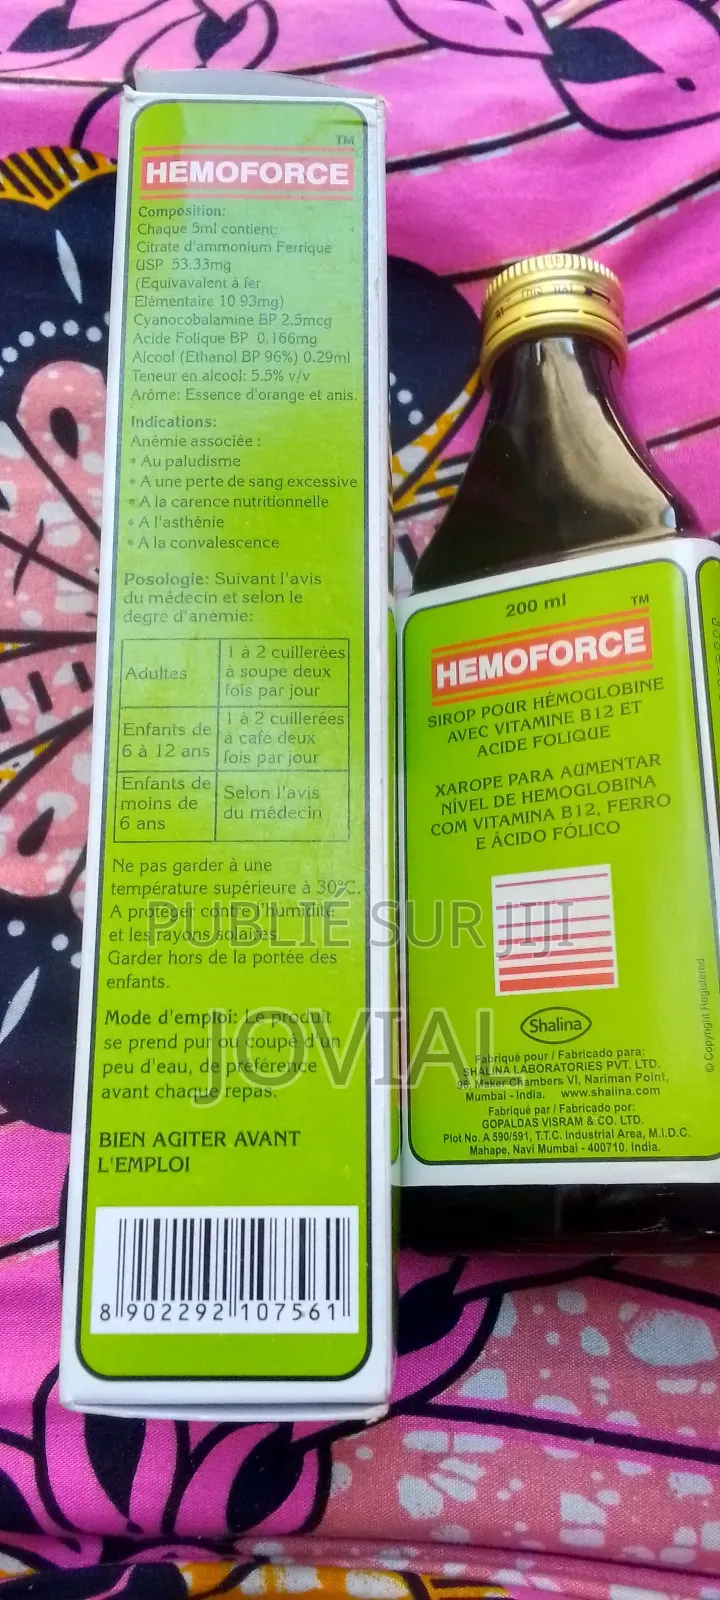 TM
HEMOFORCE
Composition:
Chaque 5ml contient:
Citrate d'ammonium Ferrique
USP 53.33mg
(Equivavalent à fer
Elémentaire 10.93mg)
Cyanocobalamine BP 2.5mcg
Acide Folique BP 0.166mg
Alcool (Ethanol BP 96%) 0.29ml
Teneur en alcool: 5.5% v/v
Arôme: Essence d'orange et anis.
Indications:
Anémie associée :
* Au paludisme
* A une perte de sang excessive
* A la carence nutritionnelle
* A l'asthénie
* A la convalescence
Posologie: Suivant l'avis
du médecin et selon le
degré d'anémie:
Adultes
1 à 2 cuillerées
à soupe deux
fois par jour
Enfants de
6 à 12 ans
1 à 2 cuillerées
à café deux
fois par jour
Enfants de
moins de
6 ans
Selon l'avis
du médecin
Ne pas garder à une
température supérieure à 30°C.
A protéger contre l'humidité
et les rayons solaires.
Garder hors de la portée des
enfants.
Mode d'emploi: Le produit
se prend pur ou coupé d'un
peu d'eau, de préférence
avant chaque repas.
BIEN AGITER AVANT
L'EMPLOI
8 902292 107561
THIS WAY
200 ml
TM
HEMOFORCE
SIROP POUR HÉMOGLOBINE
AVEC VITAMINE B12 ET
ACIDE FOLIQUE
XAROPE PARA AUMENTAR
NÍVEL DE HEMOGLOBINA
COM VITAMINA B12, FERRO
E ÁCIDO FÓLICO
Shalina
Fabriqué pour / Fabricado para:
SHALINA LABORATORIES PVT. LTD.
96, Maker Chambers VI, Nariman Point,
Mumbai - India. www.shalina.com
Fabriqué par / Fabricado por:
GOPALDAS VISRAM & CO. LTD.
Plot No. A 590/591, T.T.C. Industrial Area, M.I.D.C.
Mahape, Navi Mumbai - 400710. India.
© Copyright Registered
PUBLIÉ SUR JIJI
JOVIAL